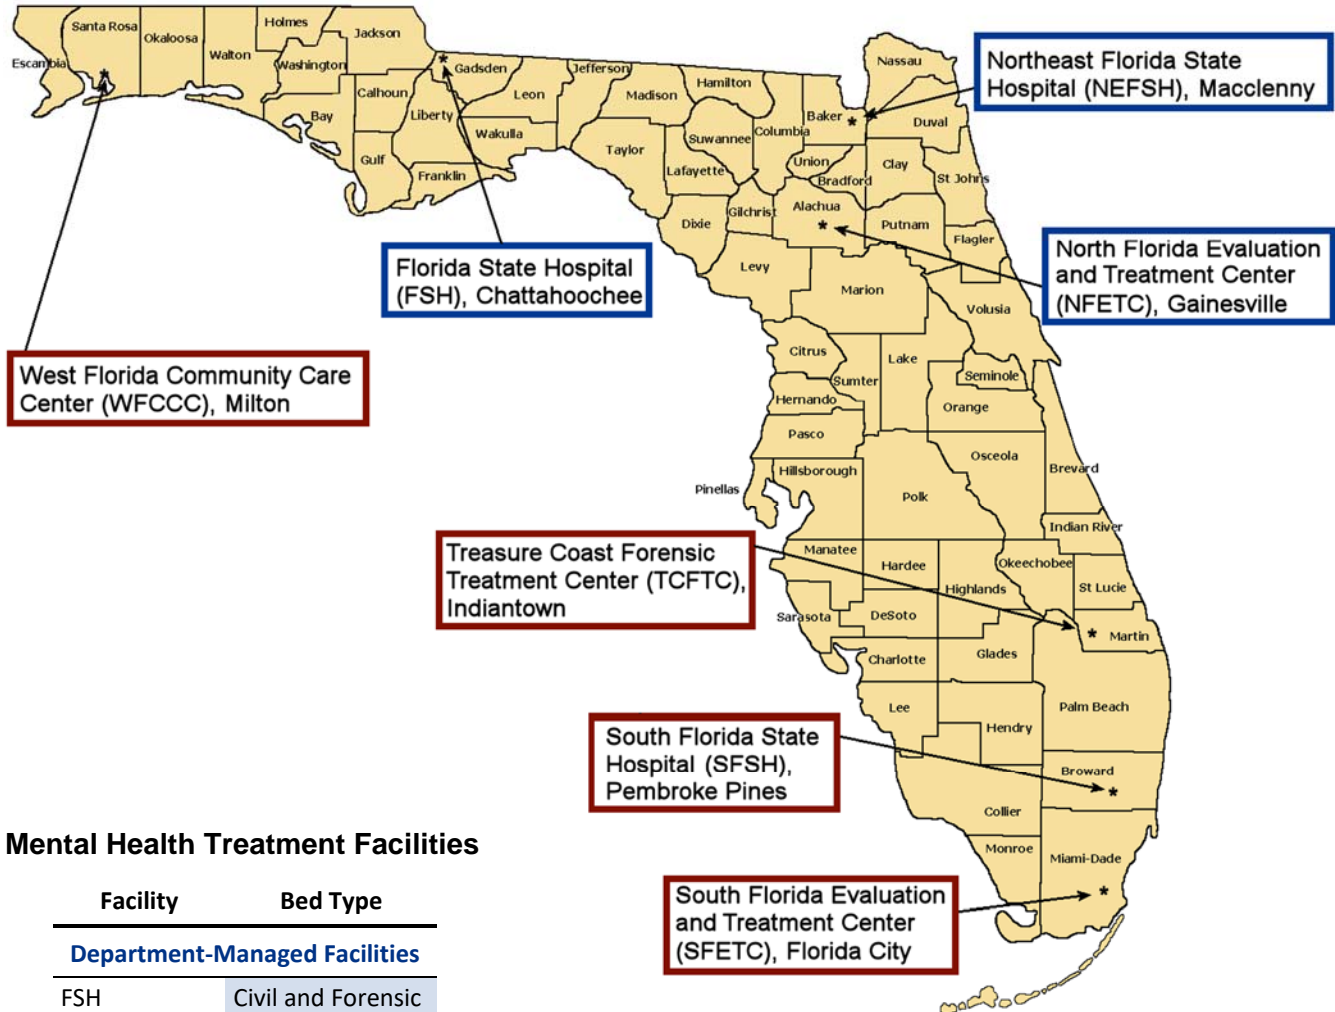 Holmes
Santa Rosa
Okaloosa
Walton
Jackson
Washington
Escambia
Gadsden
Jefferson
Hamilton
Nassau
Northeast Florida State
Hospital (NEFSH), Macclenny
Calhoun
Leon
Madison
Bay
Liberty
Baker
Duval
Wakulla
Suwannee
Columbia
Taylor
Union
Clay
Gulf
Franklin
Lafayette
Bradford
St Johns
Dixie
Gilchrist
Alachua
Putnam
Flagler
Florida State Hospital
(FSH), Chattahoochee
North Florida Evaluation
and Treatment Center
(NFETC), Gainesville
Levy
Marion
Volusia
West Florida Community Care
Center (WFCCC), Milton
Citrus
Lake
Sumter
Seminole
Hernando
Orange
Pasco
Osceola
Hillsborough
Brevard
Pinellas
Polk
Indian River
Treasure Coast Forensic
Treatment Center (TCFTC),
Indiantown
Manatee
Hardee
Okeechobee
Highlands
St Lucie
Sarasota
DeSoto
Martin
Charlotte
Glades
Lee
Palm Beach
Hendry
South Florida State
Hospital (SFSH),
Pembroke Pines
Broward
Collier
Monroe
Miami-Dade
South Florida Evaluation
and Treatment Center
(SFETC), Florida City
Mental Health Treatment Facilities
Facility Bed Type
Department-Managed Facilities
FSH Civil and Forensic